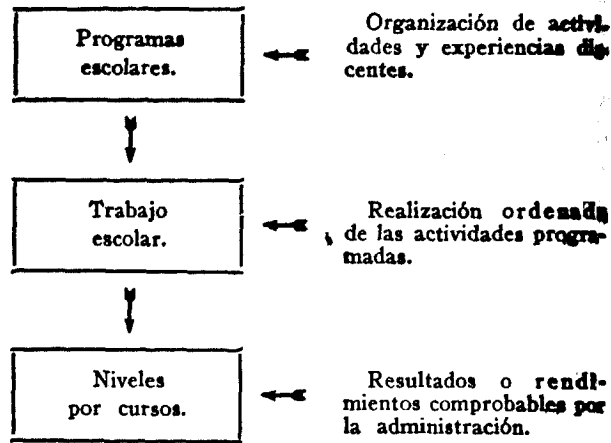 Programas
escolares.
Organización de activi-
dades y experiencias dis-
centes.
Trabajo
escolar.
Realización ordenada
de las actividades progra-
madas.
Niveles
por cursos.
Resultados o rendi-
mientos comprobables por
la administración.